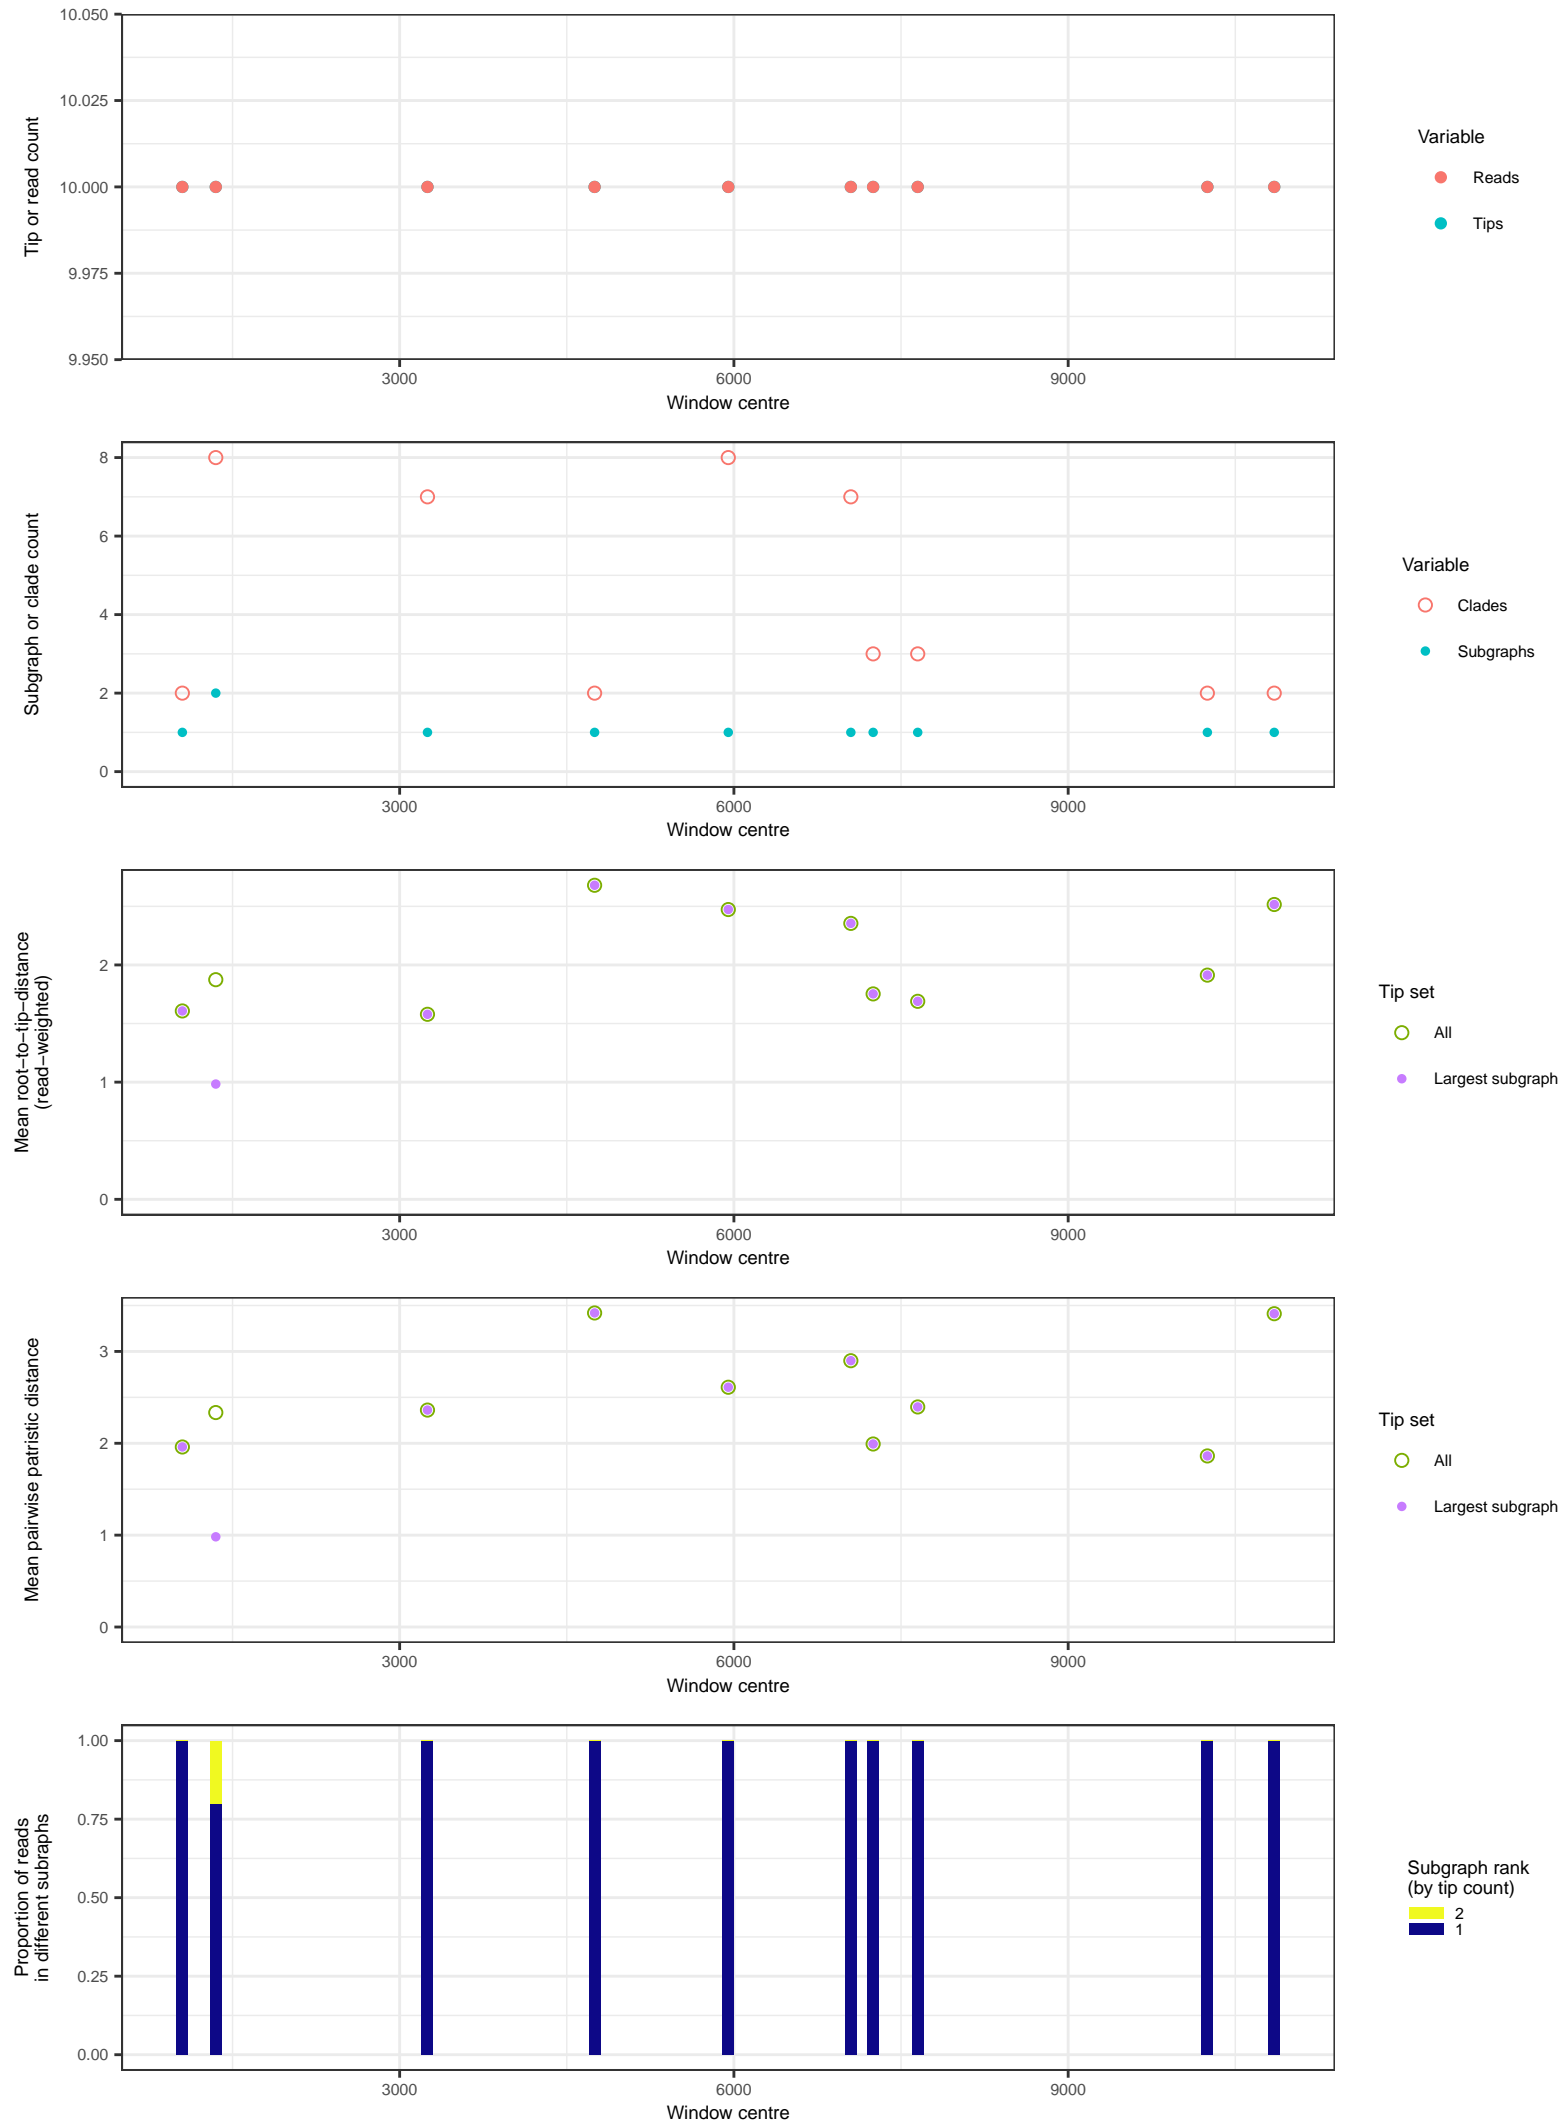 10.050
10.025
10.000
9.975
9.950
Tip or read count
3000
6000
9000
Window centre
Variable
Reads
Tips
8
6
4
2
0
Subgraph or clade count
3000
6000
9000
Window centre
Variable
Clades
Subgraphs
2
1
0
Mean root−to−tip−distance
(read−weighted)
3000
6000
9000
Window centre
Tip set
All
Largest subgraph
3
2
1
0
Mean pairwise patristic distance
3000
6000
9000
Window centre
Tip set
All
Largest subgraph
1.00
0.75
0.50
0.25
0.00
Proportion of reads
in different subraphs
3000
6000
9000
Window centre
Subgraph rank
(by tip count)
2
1